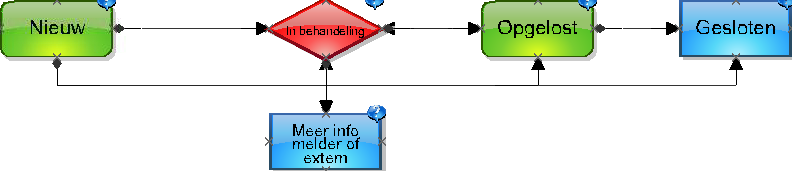 Nieuw
In behandeling
Opgelost
Gesloten
Meer info
melder of
extern